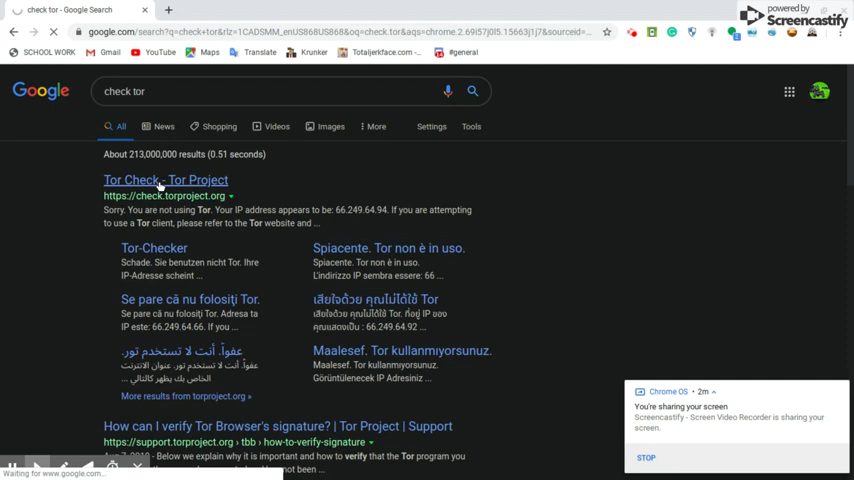 check tor - Google Search
powered by
Screencastify
google.com/search?q=check+tor&rlz=1CADSMM_enUS868US868&oq=check.tor&aqs=chrome.2.69i57j0l5.15663j1j7&sourceid=...
SCHOOL WORK Gmail YouTube Maps Translate Krunker Totaljerkface.com -... #general
Google check tor
All News Shopping Videos Images More Settings Tools
About 213,000,000 results (0.51 seconds)
Tor Check - Tor Project
https://check.torproject.org
Sorry. You are not using Tor. Your IP address appears to be: 66.249.64.94. If you are attempting
to use a Tor client, please refer to the Tor website and ...
Tor-Checker
Schade. Sie benutzen nicht Tor. Ihre
IP-Adresse scheint ...
Spiacente. Tor non è in uso.
Spiacente. Tor non è in uso.
L'indirizzo IP sembra essere: 66 ...
Se pare că nu folosiţi Tor.
Se pare că nu folosiţi Tor. Adresa ta
IP este: 66.249.64.66. If you ...
เสียใจด้วย คุณไม่ได้ใช้ Tor
เสียใจด้วย คุณไม่ได้ใช้ Tor. ที่อยู่ IP ของ
คุณแสดงเป็น : 66.249.64.92 ...
عفواً. أنت لا تستخدم تور.
عفواً. أنت لا تستخدم تور. عنوان الانترنت
الخاص بك يظهر كالتالي ...
Maalesef. Tor kullanmıyorsunuz.
Maalesef. Tor kullanmıyorsunuz.
Görüntülenecek IP Adresiniz ...
More results from torproject.org »
How can I verify Tor Browser's signature? | Tor Project | Support
https://support.torproject.org › tbb › how-to-verify-signature
2019 - Below we explain why it is important and how to verify that the Tor program you
been ...
Waiting for www.google.com...
Chrome OS • 2m
You're sharing your screen
Screencastify - Screen Video Recorder is sharing your
screen.
STOP